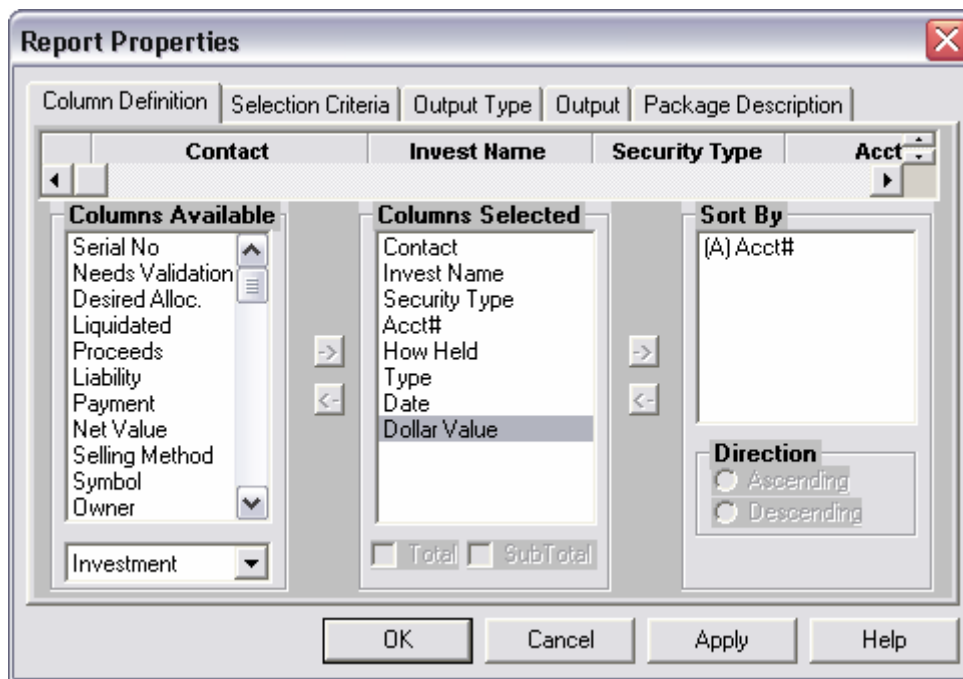 Report Properties
Column Definition
Selection Criteria
Output Type
Output
Package Description
Contact
Invest Name
Security Type
Acct
Columns Available
Serial No
Needs Validation
Desired Alloc.
Liquidated
Proceeds
Liability
Payment
Net Value
Selling Method
Symbol
Owner
Investment
->
<-
Columns Selected
Contact
Invest Name
Security Type
Acct#
How Held
Type
Date
Dollar Value
Total
SubTotal
->
<-
Sort By
(A) Acct#
Direction
Ascending
Descending
OK
Cancel
Apply
Help